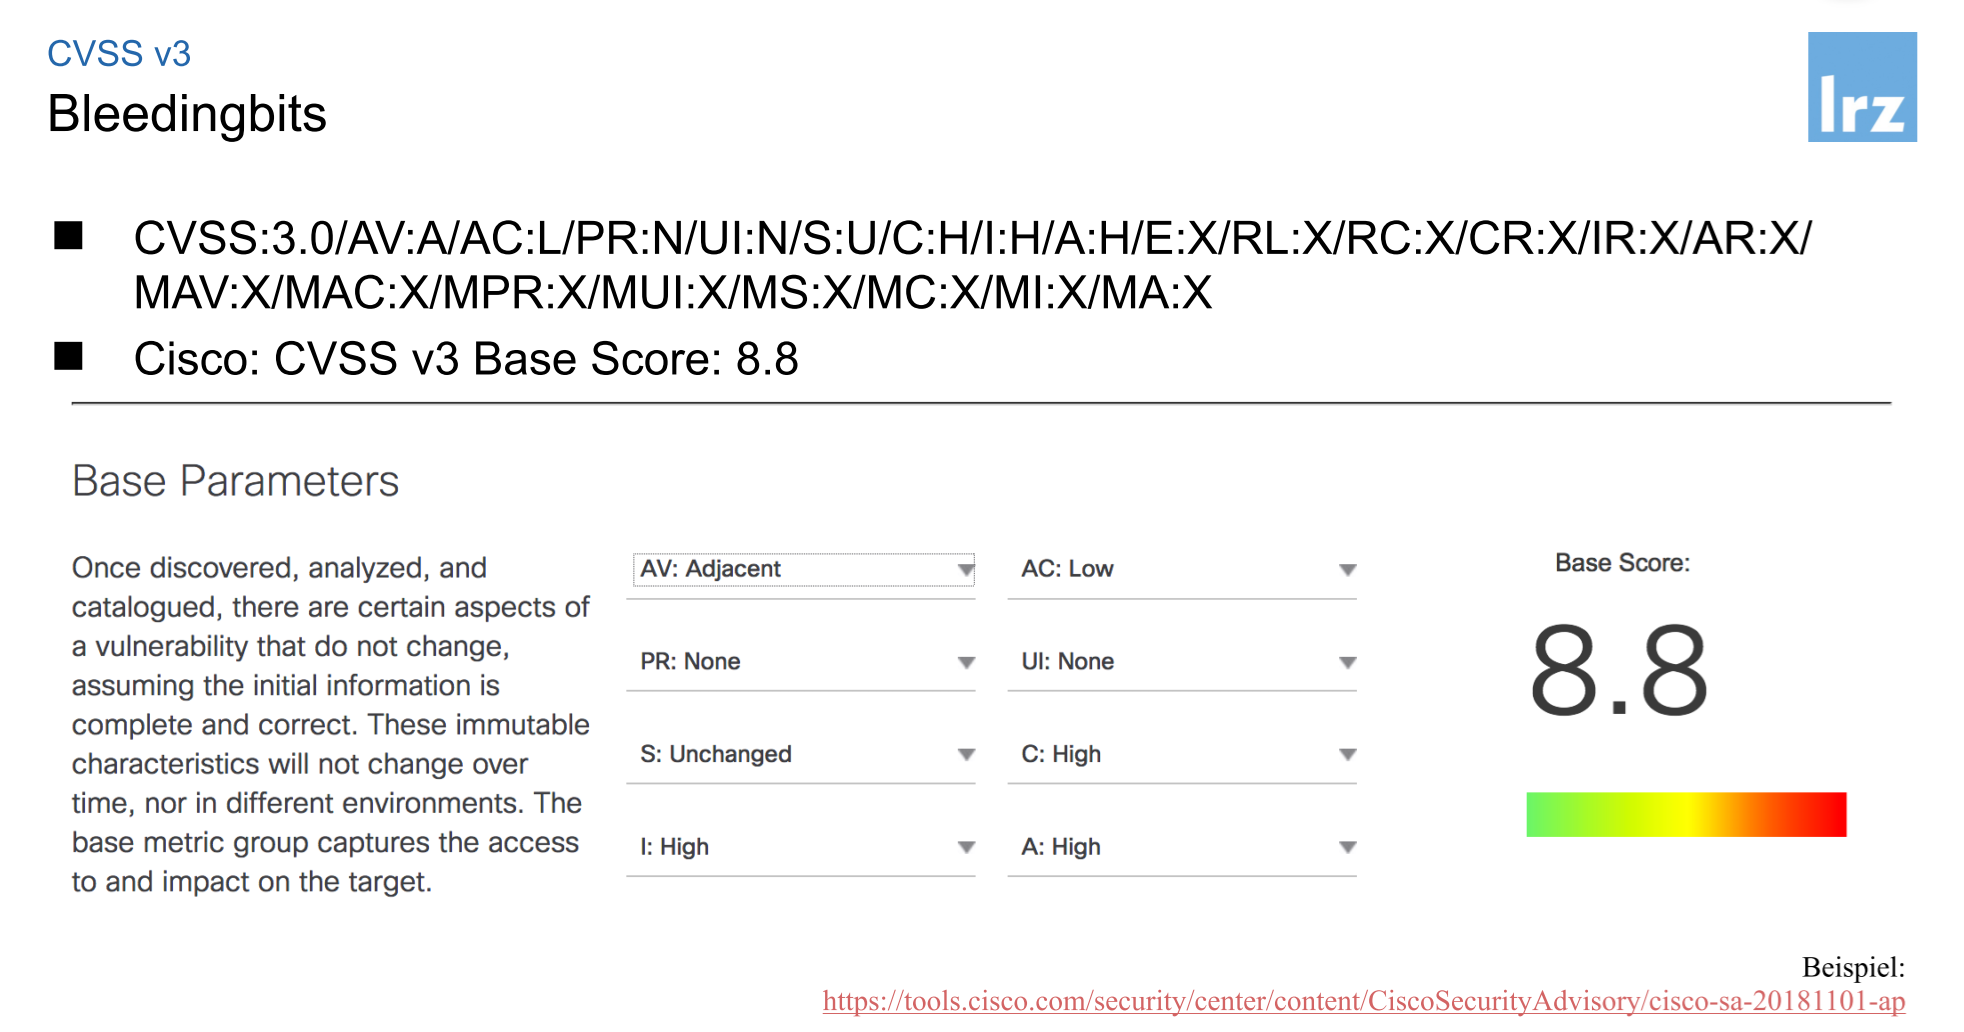 CVSS v3
Bleedingbits
lrz
CVSS:3.0/AV:A/AC:L/PR:N/UI:N/S:U/C:H/I:H/A:H/E:X/RL:X/RC:X/CR:X/IR:X/AR:X/
MAV:X/MAC:X/MPR:X/MUI:X/MS:X/MC:X/MI:X/MA:X
Cisco: CVSS v3 Base Score: 8.8
Base Parameters
Once discovered, analyzed, and
catalogued, there are certain aspects of
a vulnerability that do not change,
assuming the initial information is
complete and correct. These immutable
characteristics will not change over
time, nor in different environments. The
base metric group captures the access
to and impact on the target.
AV: Adjacent
AC: Low
PR: None
UI: None
S: Unchanged
C: High
I: High
A: High
Base Score:
8.8
Beispiel:
https://tools.cisco.com/security/center/content/CiscoSecurityAdvisory/cisco-sa-20181101-ap